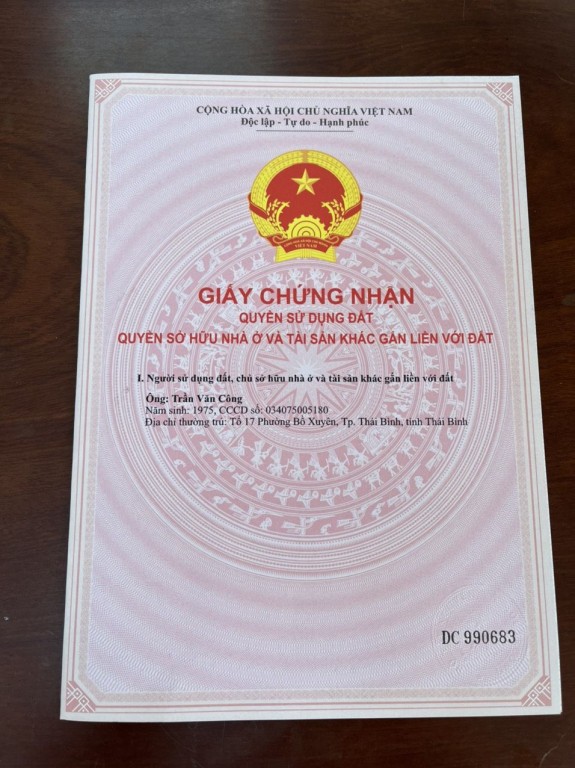 CỘNG HÒA XÃ HỘI CHỦ NGHĨA VIỆT NAM
Độc lập - Tự do - Hạnh phúc
VIỆT NAM
GIẤY CHỨNG NHẬN
QUYỀN SỬ DỤNG ĐẤT
QUYỀN SỞ HỮU NHÀ Ở VÀ TÀI SẢN KHÁC GẮN LIỀN VỚI ĐẤT
I. Người sử dụng đất, chủ sở hữu nhà ở và tài sản khác gắn liền với đất
Ông: Trần Văn Công
Năm sinh: 1975, CCCD số: 034075005180
Địa chỉ thường trú: Tổ 17 Phường Bồ Xuyên, Tp. Thái Bình, tỉnh Thái Bình
DC 990683